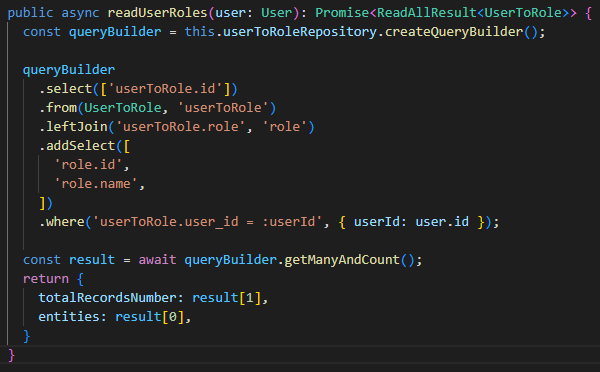 public async readUserRoles(user: User): Promise<ReadAllResult<UserToRole>> {
  const queryBuilder = this.userToRoleRepository.createQueryBuilder();

  queryBuilder
    .select(['userToRole.id'])
    .from(UserToRole, 'userToRole')
    .leftJoin('userToRole.role', 'role')
    .addSelect([
      'role.id',
      'role.name',
    ])
    .where('userToRole.user_id = :userId', { userId: user.id });

  const result = await queryBuilder.getManyAndCount();
  return {
    totalRecordsNumber: result[1],
    entities: result[0],
  }
}